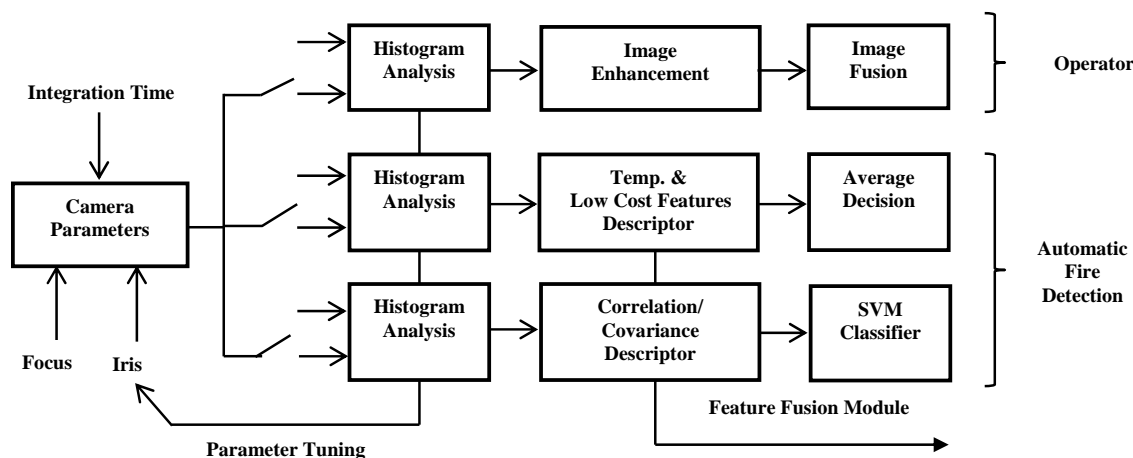 Histogram
Analysis
Image
Enhancement
Image
Fusion
Operator
Integration Time
Camera
Parameters
Histogram
Analysis
Temp. &
Low Cost Features
Descriptor
Average
Decision
Automatic
Fire
Detection
Histogram
Analysis
Correlation/
Covariance
Descriptor
SVM
Classifier
Focus
Iris
Feature Fusion Module
Parameter Tuning